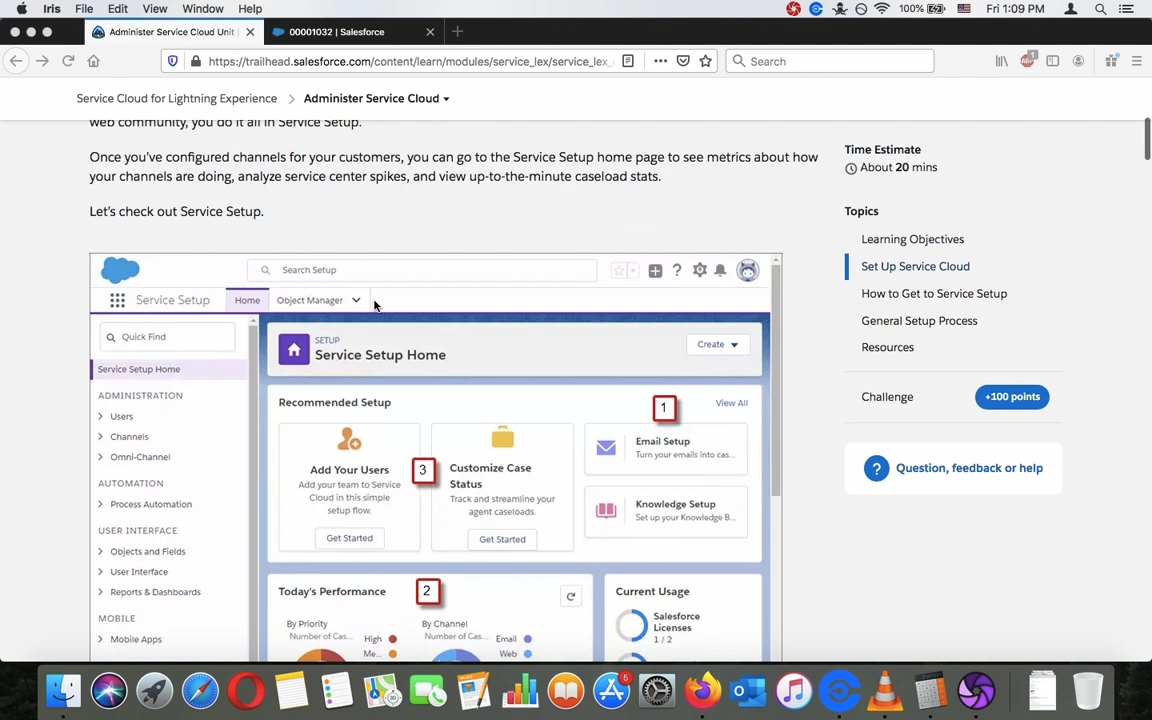 Iris File Edit View Window Help 100% Fri 1:09 PM
Administer Service Cloud Unit 00001032 | Salesforce
https://trailhead.salesforce.com/content/learn/modules/service_lex/service_lex_ Search
Service Cloud for Lightning Experience Administer Service Cloud
web community, you do it all in Service Setup.
Once you've configured channels for your customers, you can go to the Service Setup home page to see metrics about how
your channels are doing, analyze service center spikes, and view up-to-the-minute caseload stats.
Let's check out Service Setup.
Search Setup
Service Setup Home Object Manager
Quick Find
Service Setup Home
ADMINISTRATION
Users
Channels
Omni-Channel
AUTOMATION
Process Automation
USER INTERFACE
Objects and Fields
User Interface
Reports & Dashboards
MOBILE
Mobile Apps
SETUP
Service Setup Home
Create
Recommended Setup
1
View All
Add Your Users
Add your team to Service
Cloud in this simple
setup flow.
Get Started
3
Customize Case
Status
Track and streamline your
agent caseloads.
Get Started
Email Setup
Turn your emails into cas...
Knowledge Setup
Set up your Knowledge B...
Today's Performance
2
By Priority
Number of Cas...
High
Me...
By Channel
Number of Cas...
Email
Web
Current Usage
Salesforce
Licenses
1 / 2
Time Estimate
About 20 mins
Topics
Learning Objectives
Set Up Service Cloud
How to Get to Service Setup
General Setup Process
Resources
Challenge +100 points
? Question, feedback or help
5